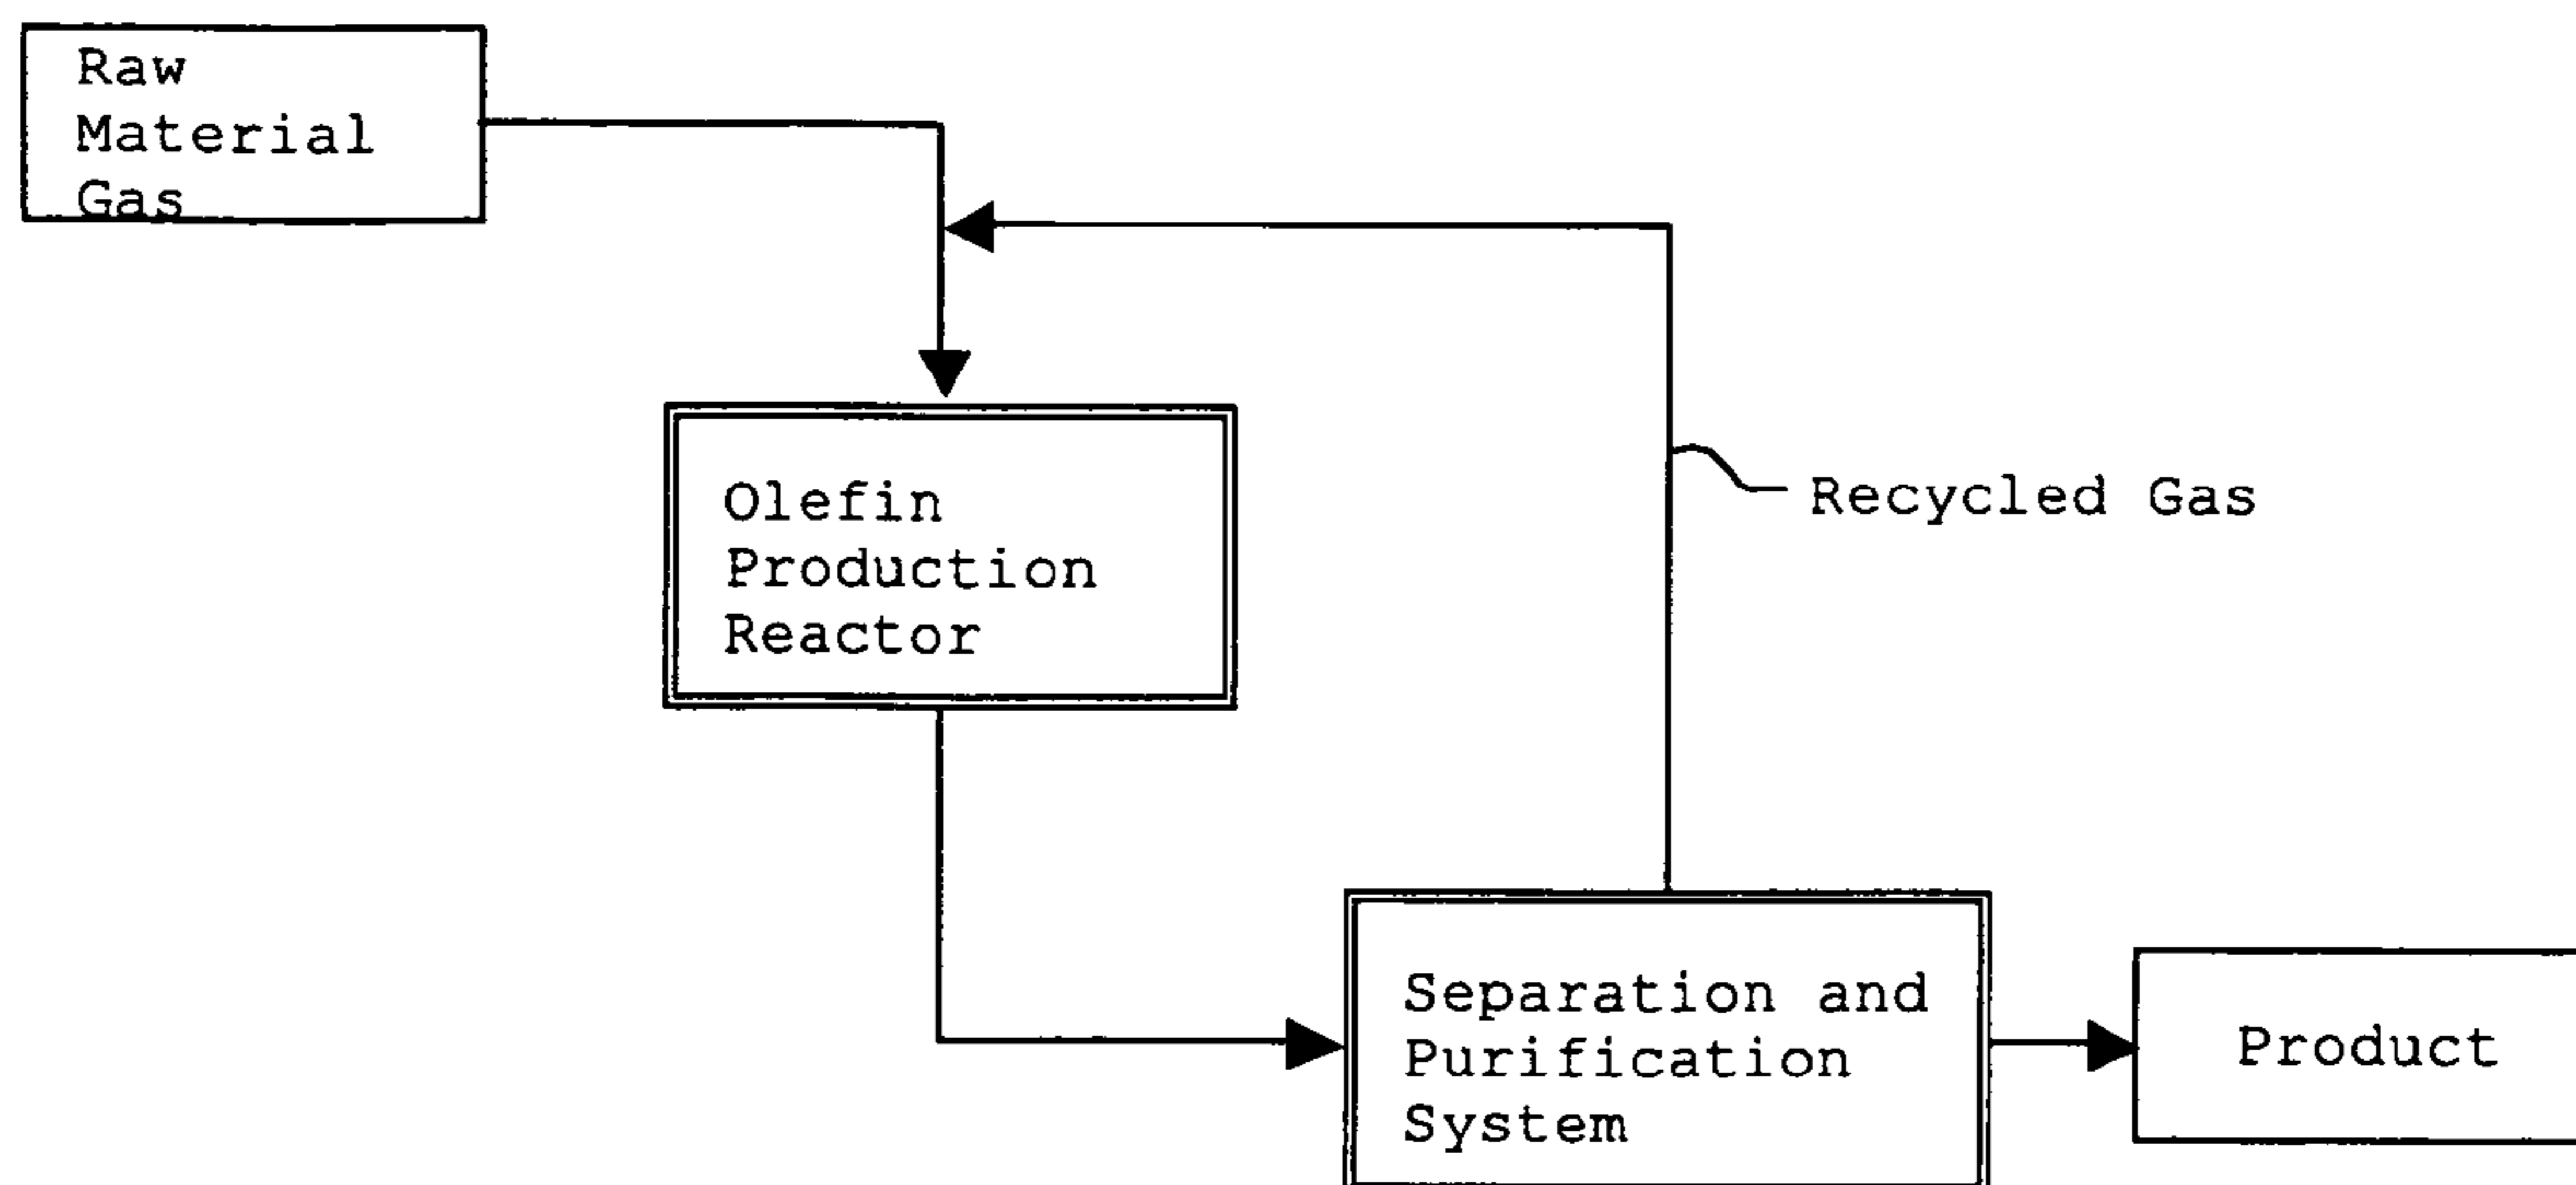 Raw
Material
Gas
Olefin
Production
Reactor
Recycled Gas
Separation and
Purification
System
Product